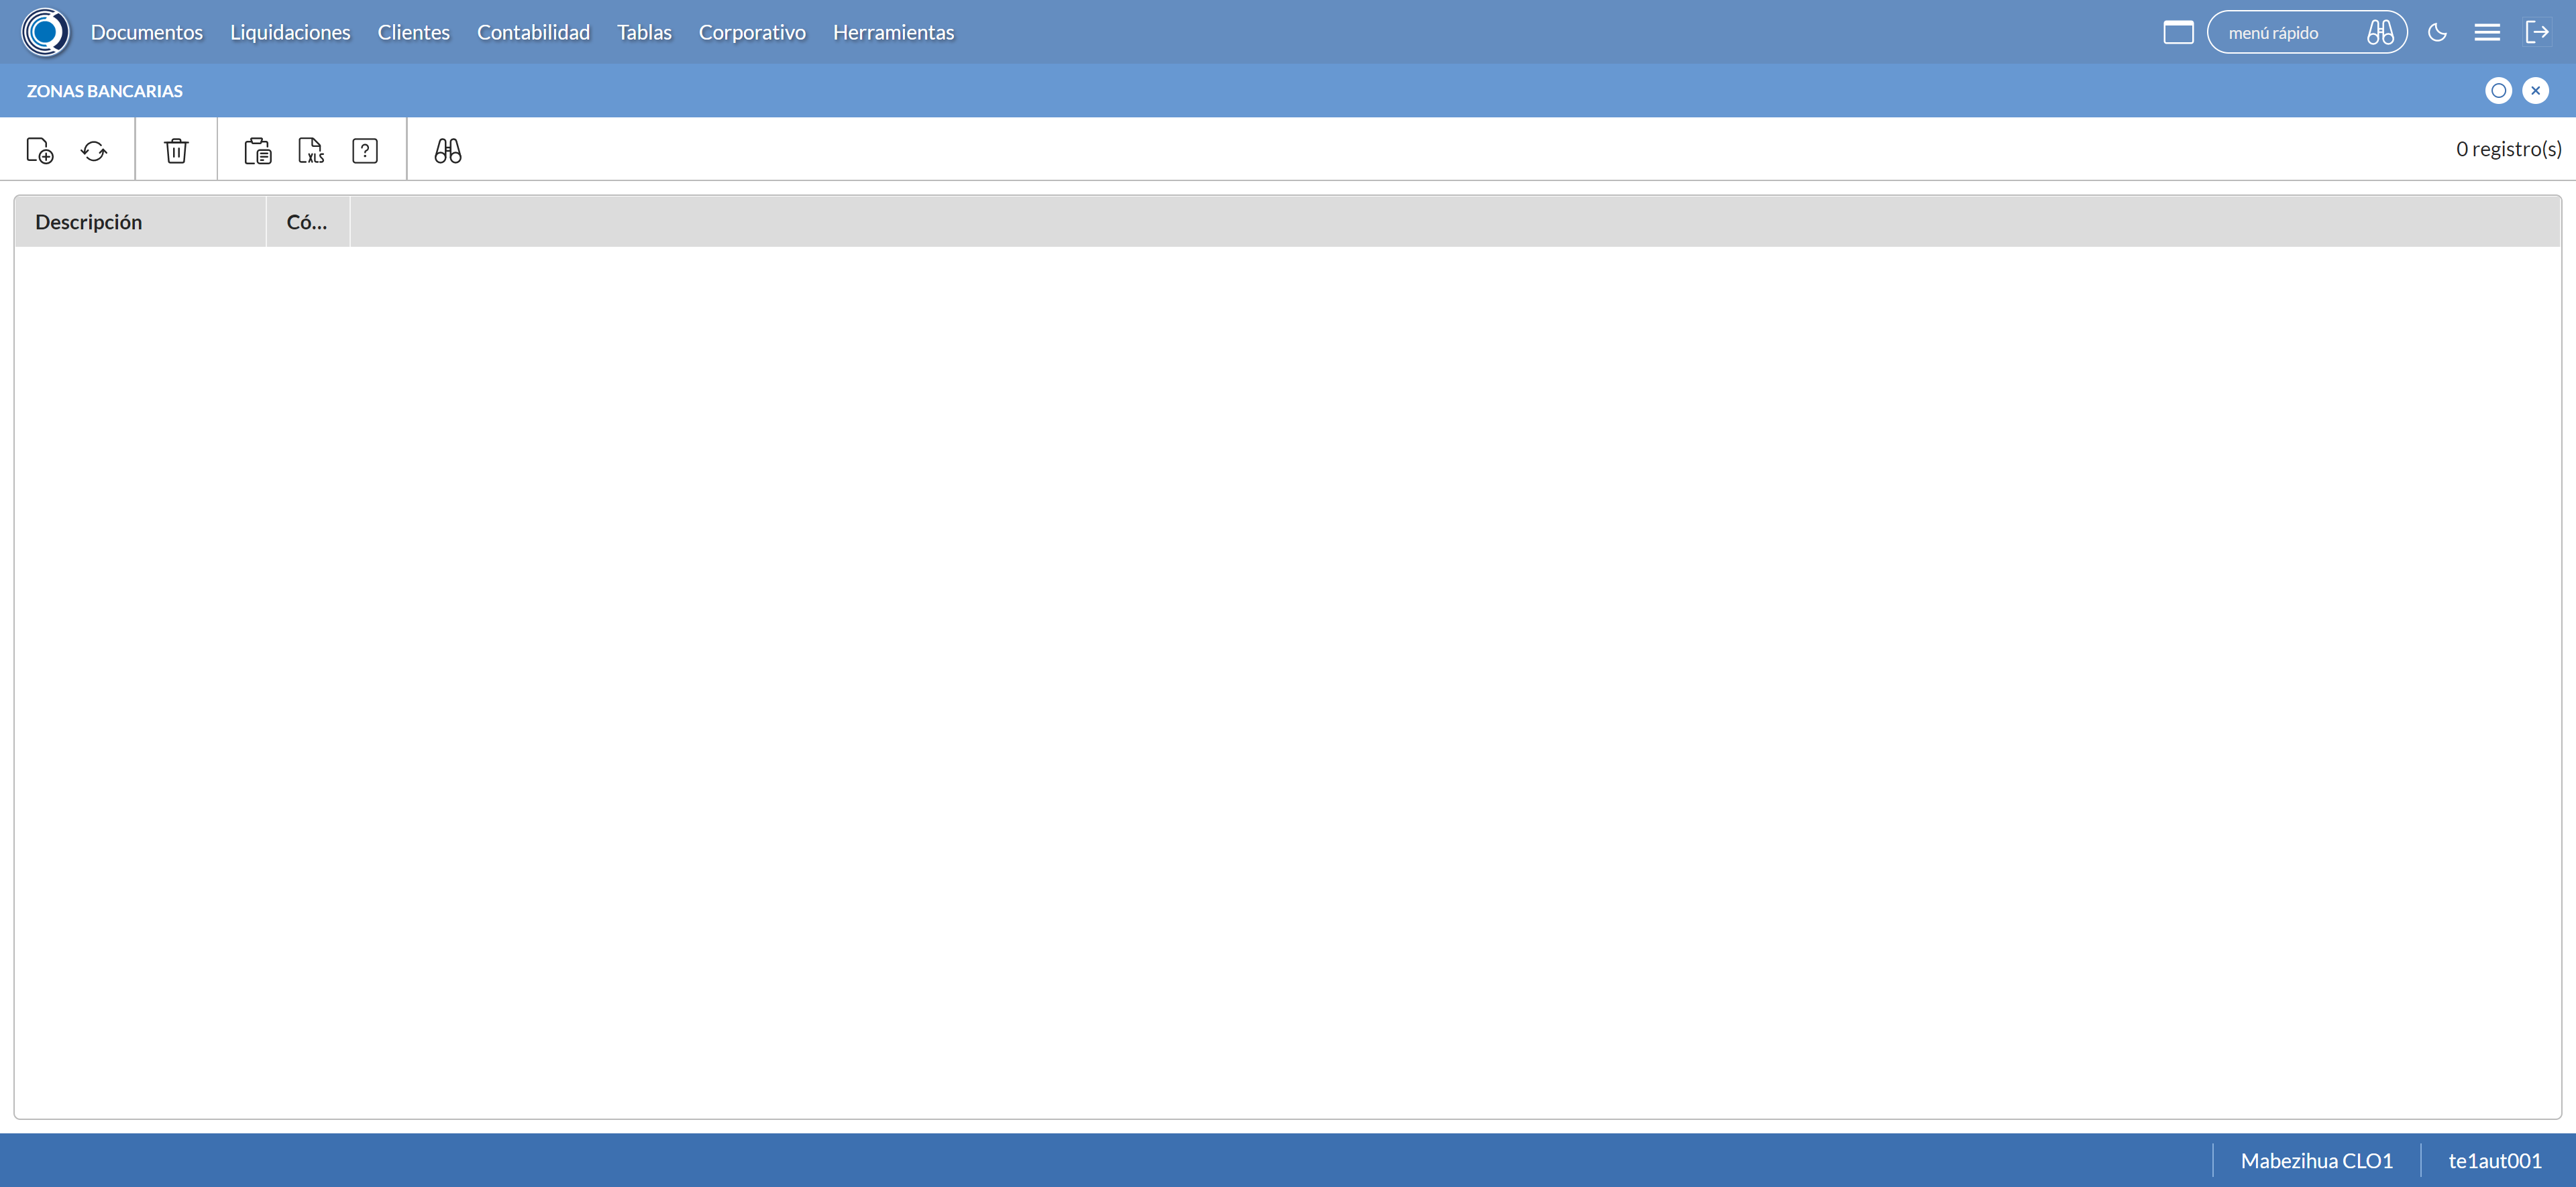 Documentos Liquidaciones Clientes Contabilidad Tablas Corporativo Herramientas menú rápido
ZONAS BANCARIAS
XLS ? 0 registro(s)
Descripción Có...
Mabezihua CLO1 te1aut001